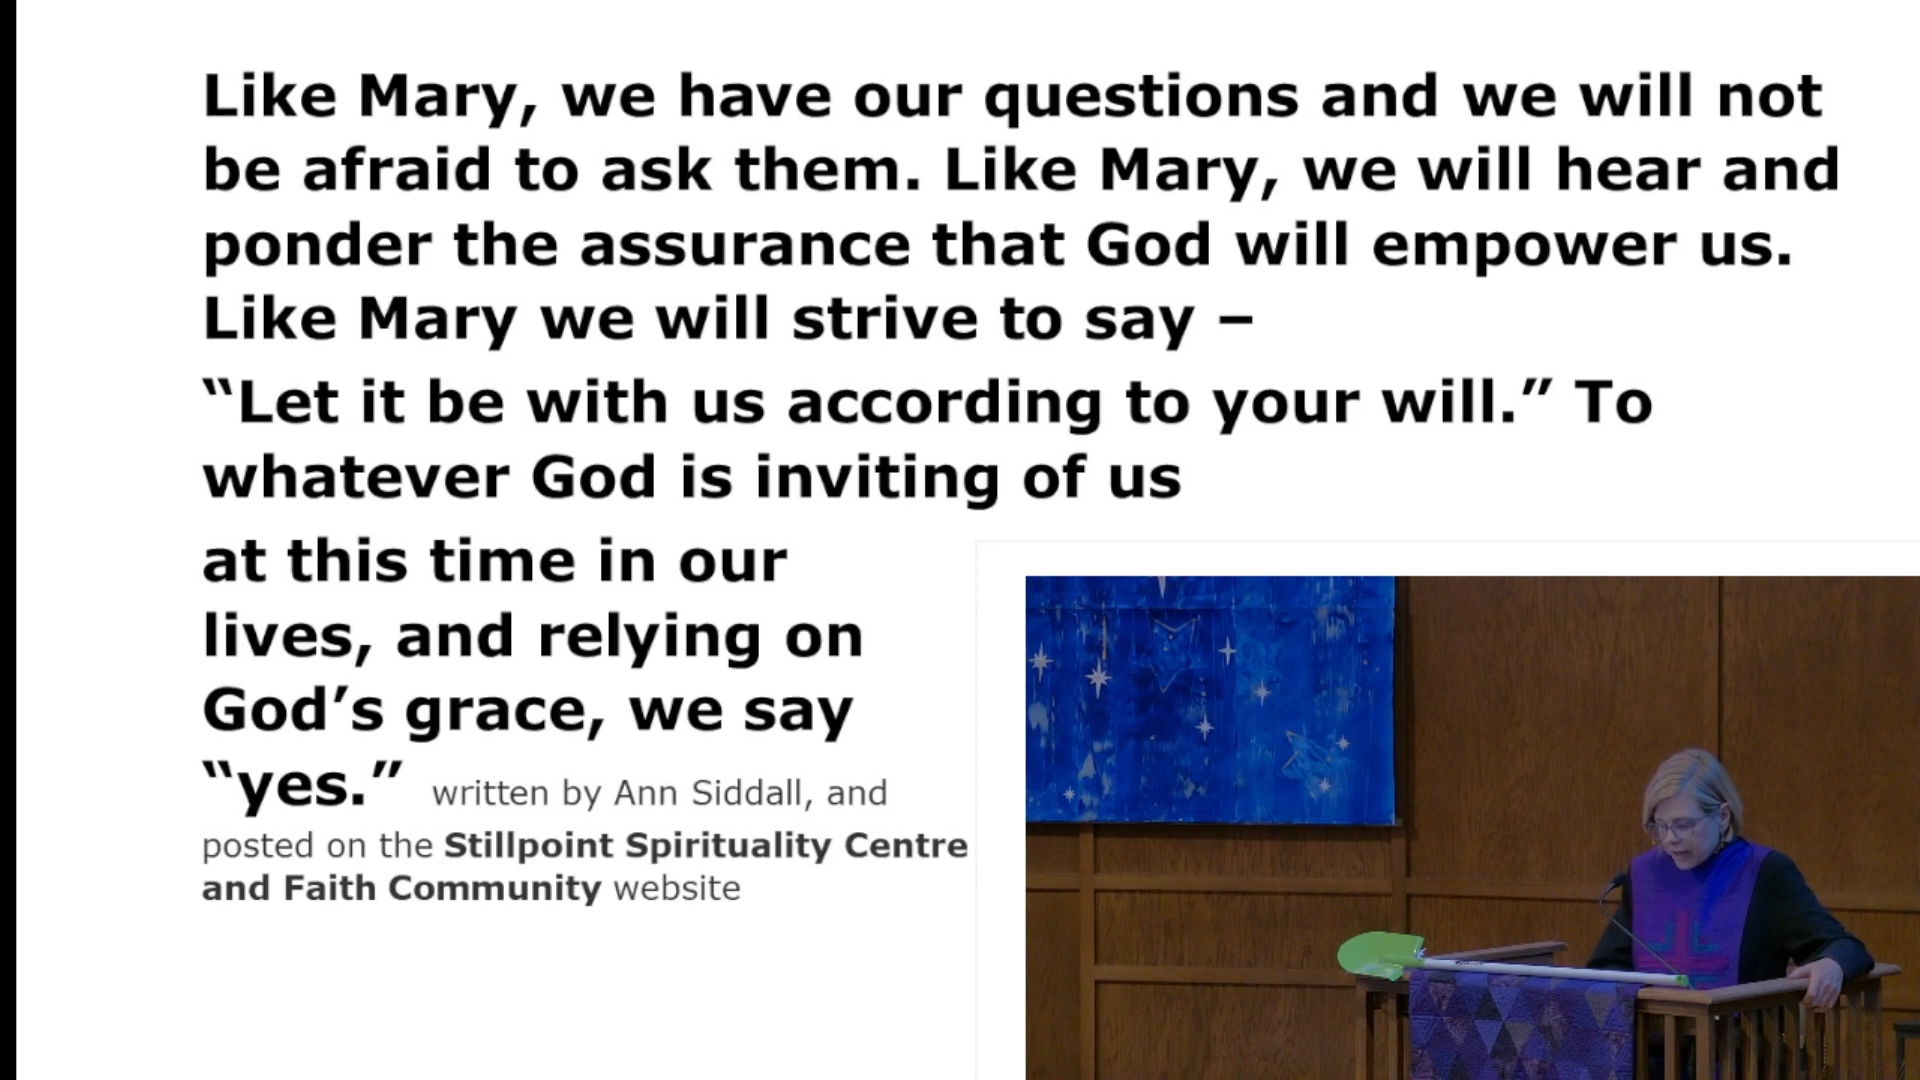 Like Mary, we have our questions and we will not
be afraid to ask them. Like Mary, we will hear and
ponder the assurance that God will empower us.
Like Mary we will strive to say –
“Let it be with us according to your will.” To
whatever God is inviting of us
at this time in our
lives, and relying on
God’s grace, we say
“yes.” written by Ann Siddall, and
posted on the Stillpoint Spirituality Centre
and Faith Community website